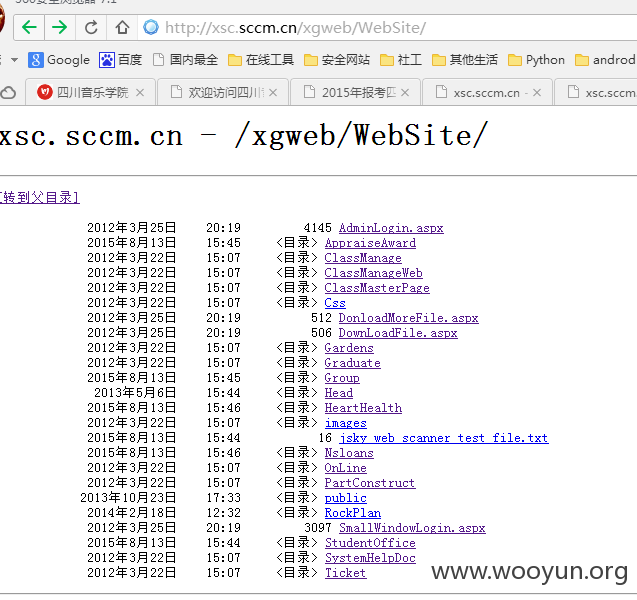 http://xsc.sccm.cn/xgweb/WebSite/
Google 百度 国内最全 在线工具 安全网站 社工 其他生活 Python androd
四川音乐学院 欢迎访问四川 2015年报考四 xsc.sccm.cn - xsc.sccm
xsc.sccm.cn - /xgweb/WebSite/
[转到父目录]
2012年3月25日 20:19 4145 AdminLogin.aspx
2015年8月13日 15:45 <目录> AppraiseAward
2012年3月22日 15:07 <目录> ClassManage
2012年3月22日 15:07 <目录> ClassManageWeb
2012年3月22日 15:07 <目录> ClassMasterPage
2012年3月22日 15:07 <目录> Css
2012年3月25日 20:19 512 DonloadMoreFile.aspx
2012年3月25日 20:19 506 DownLoadFile.aspx
2012年3月22日 15:07 <目录> Gardens
2012年3月22日 15:07 <目录> Graduate
2015年8月13日 15:45 <目录> Group
2013年5月6日 15:44 <目录> Head
2015年8月13日 15:46 <目录> HeartHealth
2012年3月22日 15:07 <目录> images
2015年8月13日 15:44 16 jsky_web_scanner_test_file.txt
2015年8月13日 15:46 <目录> Nsloans
2012年3月22日 15:07 <目录> OnLine
2012年3月22日 15:07 <目录> PartConstruct
2013年10月23日 17:33 <目录> public
2014年2月18日 12:32 <目录> RockPlan
2012年3月25日 20:19 3097 SmallWindowLogin.aspx
2015年8月13日 15:44 <目录> StudentOffice
2012年3月22日 15:07 <目录> SystemHelpDoc
2012年3月22日 15:07 <目录> Ticket
www.wooyun.org